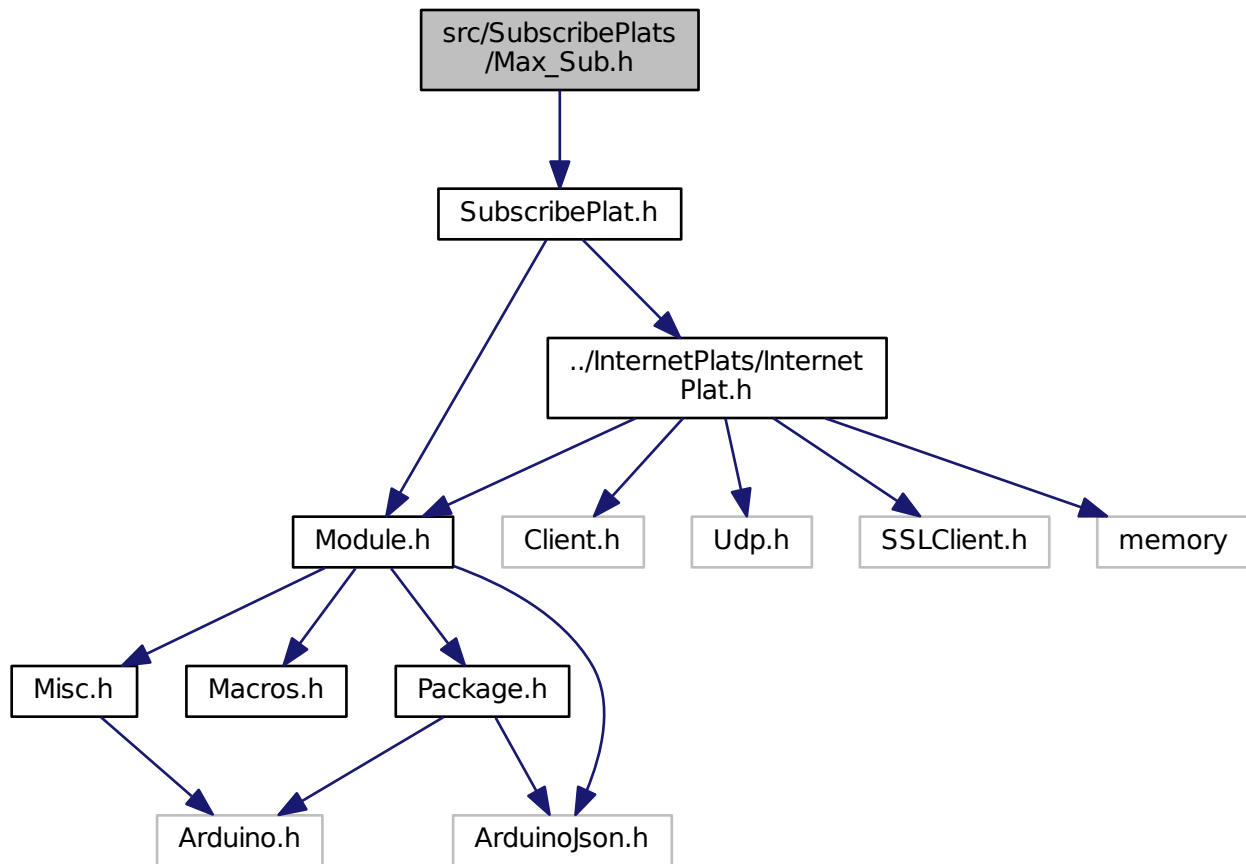 src/SubscribePlats
/Max_Sub.h
SubscribePlat.h
../InternetPlats/Internet
Plat.h
Module.h
Client.h
Udp.h
SSLClient.h
memory
Misc.h
Macros.h
Package.h
Arduino.h
ArduinoJson.h